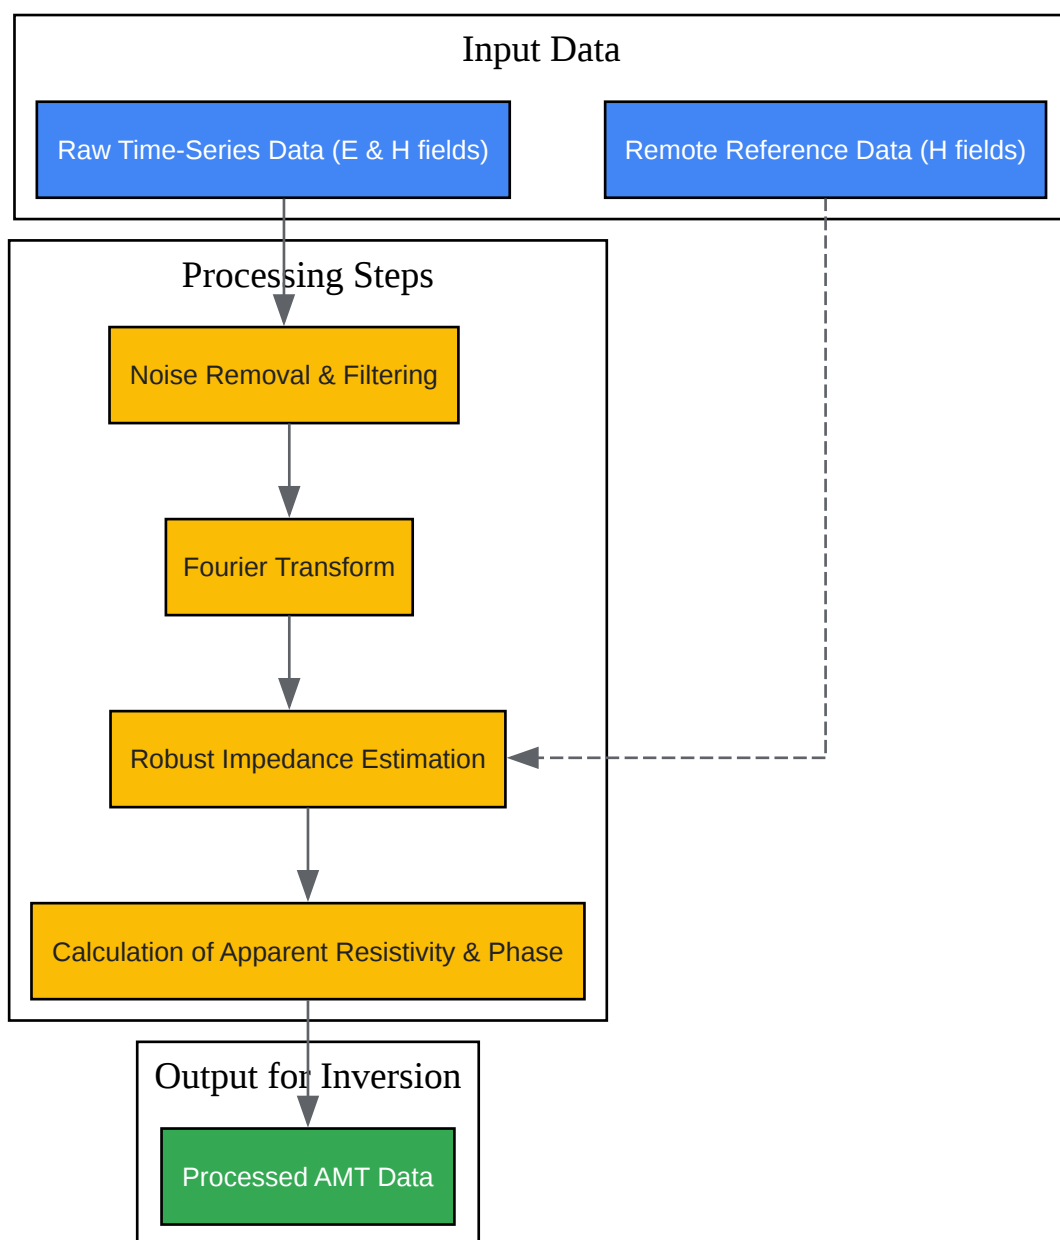 Input Data
Raw Time-Series Data (E & H fields)
Remote Reference Data (H fields)
Processing Steps
Noise Removal & Filtering
Fourier Transform
Robust Impedance Estimation
Calculation of Apparent Resistivity & Phase
Output for Inversion
Processed AMT Data